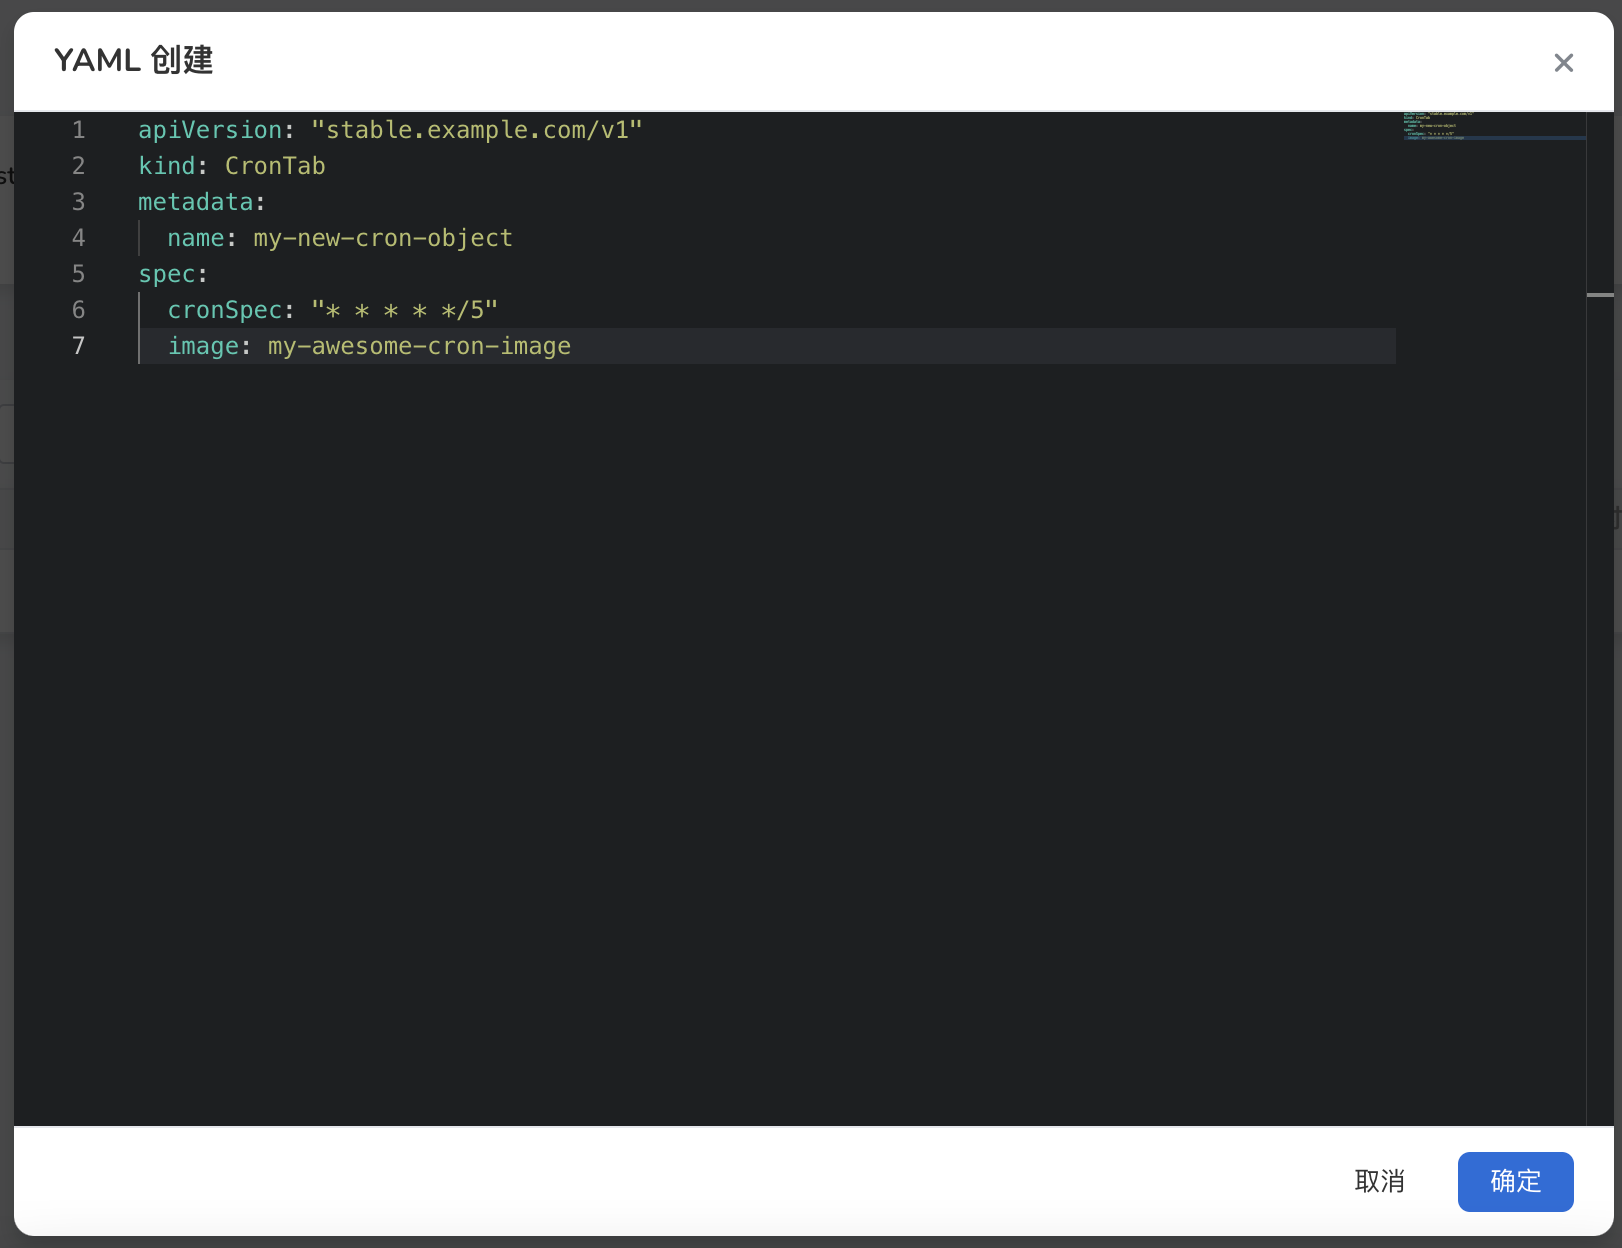 YAML 创建
1 apiVersion: "stable.example.com/v1"
2 kind: CronTab
3 metadata:
4   name: my-new-cron-object
5 spec:
6   cronSpec: "* * * * */5"
7   image: my-awesome-cron-image
st
取消 确定